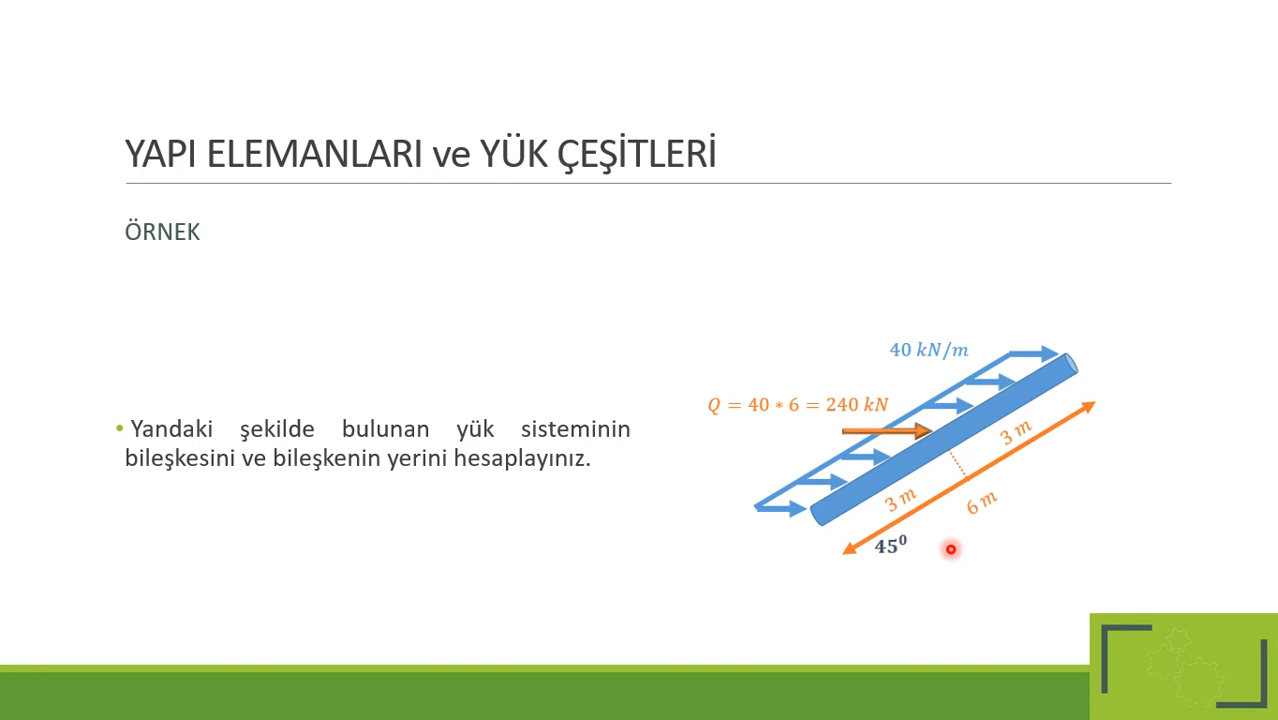 YAPI ELEMANLARI ve YÜK ÇEŞİTLERİ
ÖRNEK
• Yandaki şekilde bulunan yük sisteminin
bileşkesini ve bileşkenin yerini hesaplayınız.
40 kN/m
Q = 40 * 6 = 240 kN
3 m
3 m
6 m
45⁰